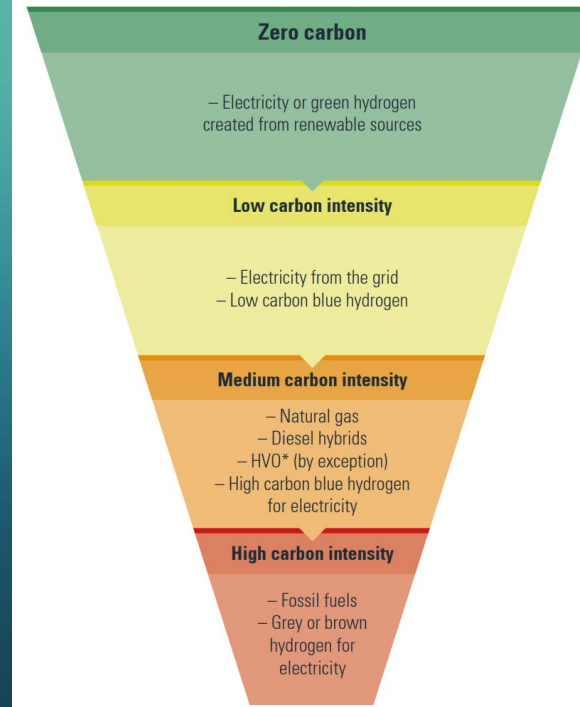 Zero carbon
– Electricity or green hydrogen
created from renewable sources
Low carbon intensity
– Electricity from the grid
– Low carbon blue hydrogen
Medium carbon intensity
– Natural gas
– Diesel hybrids
– HVO* (by exception)
– High carbon blue hydrogen
for electricity
High carbon intensity
– Fossil fuels
– Grey or brown
hydrogen for
electricity